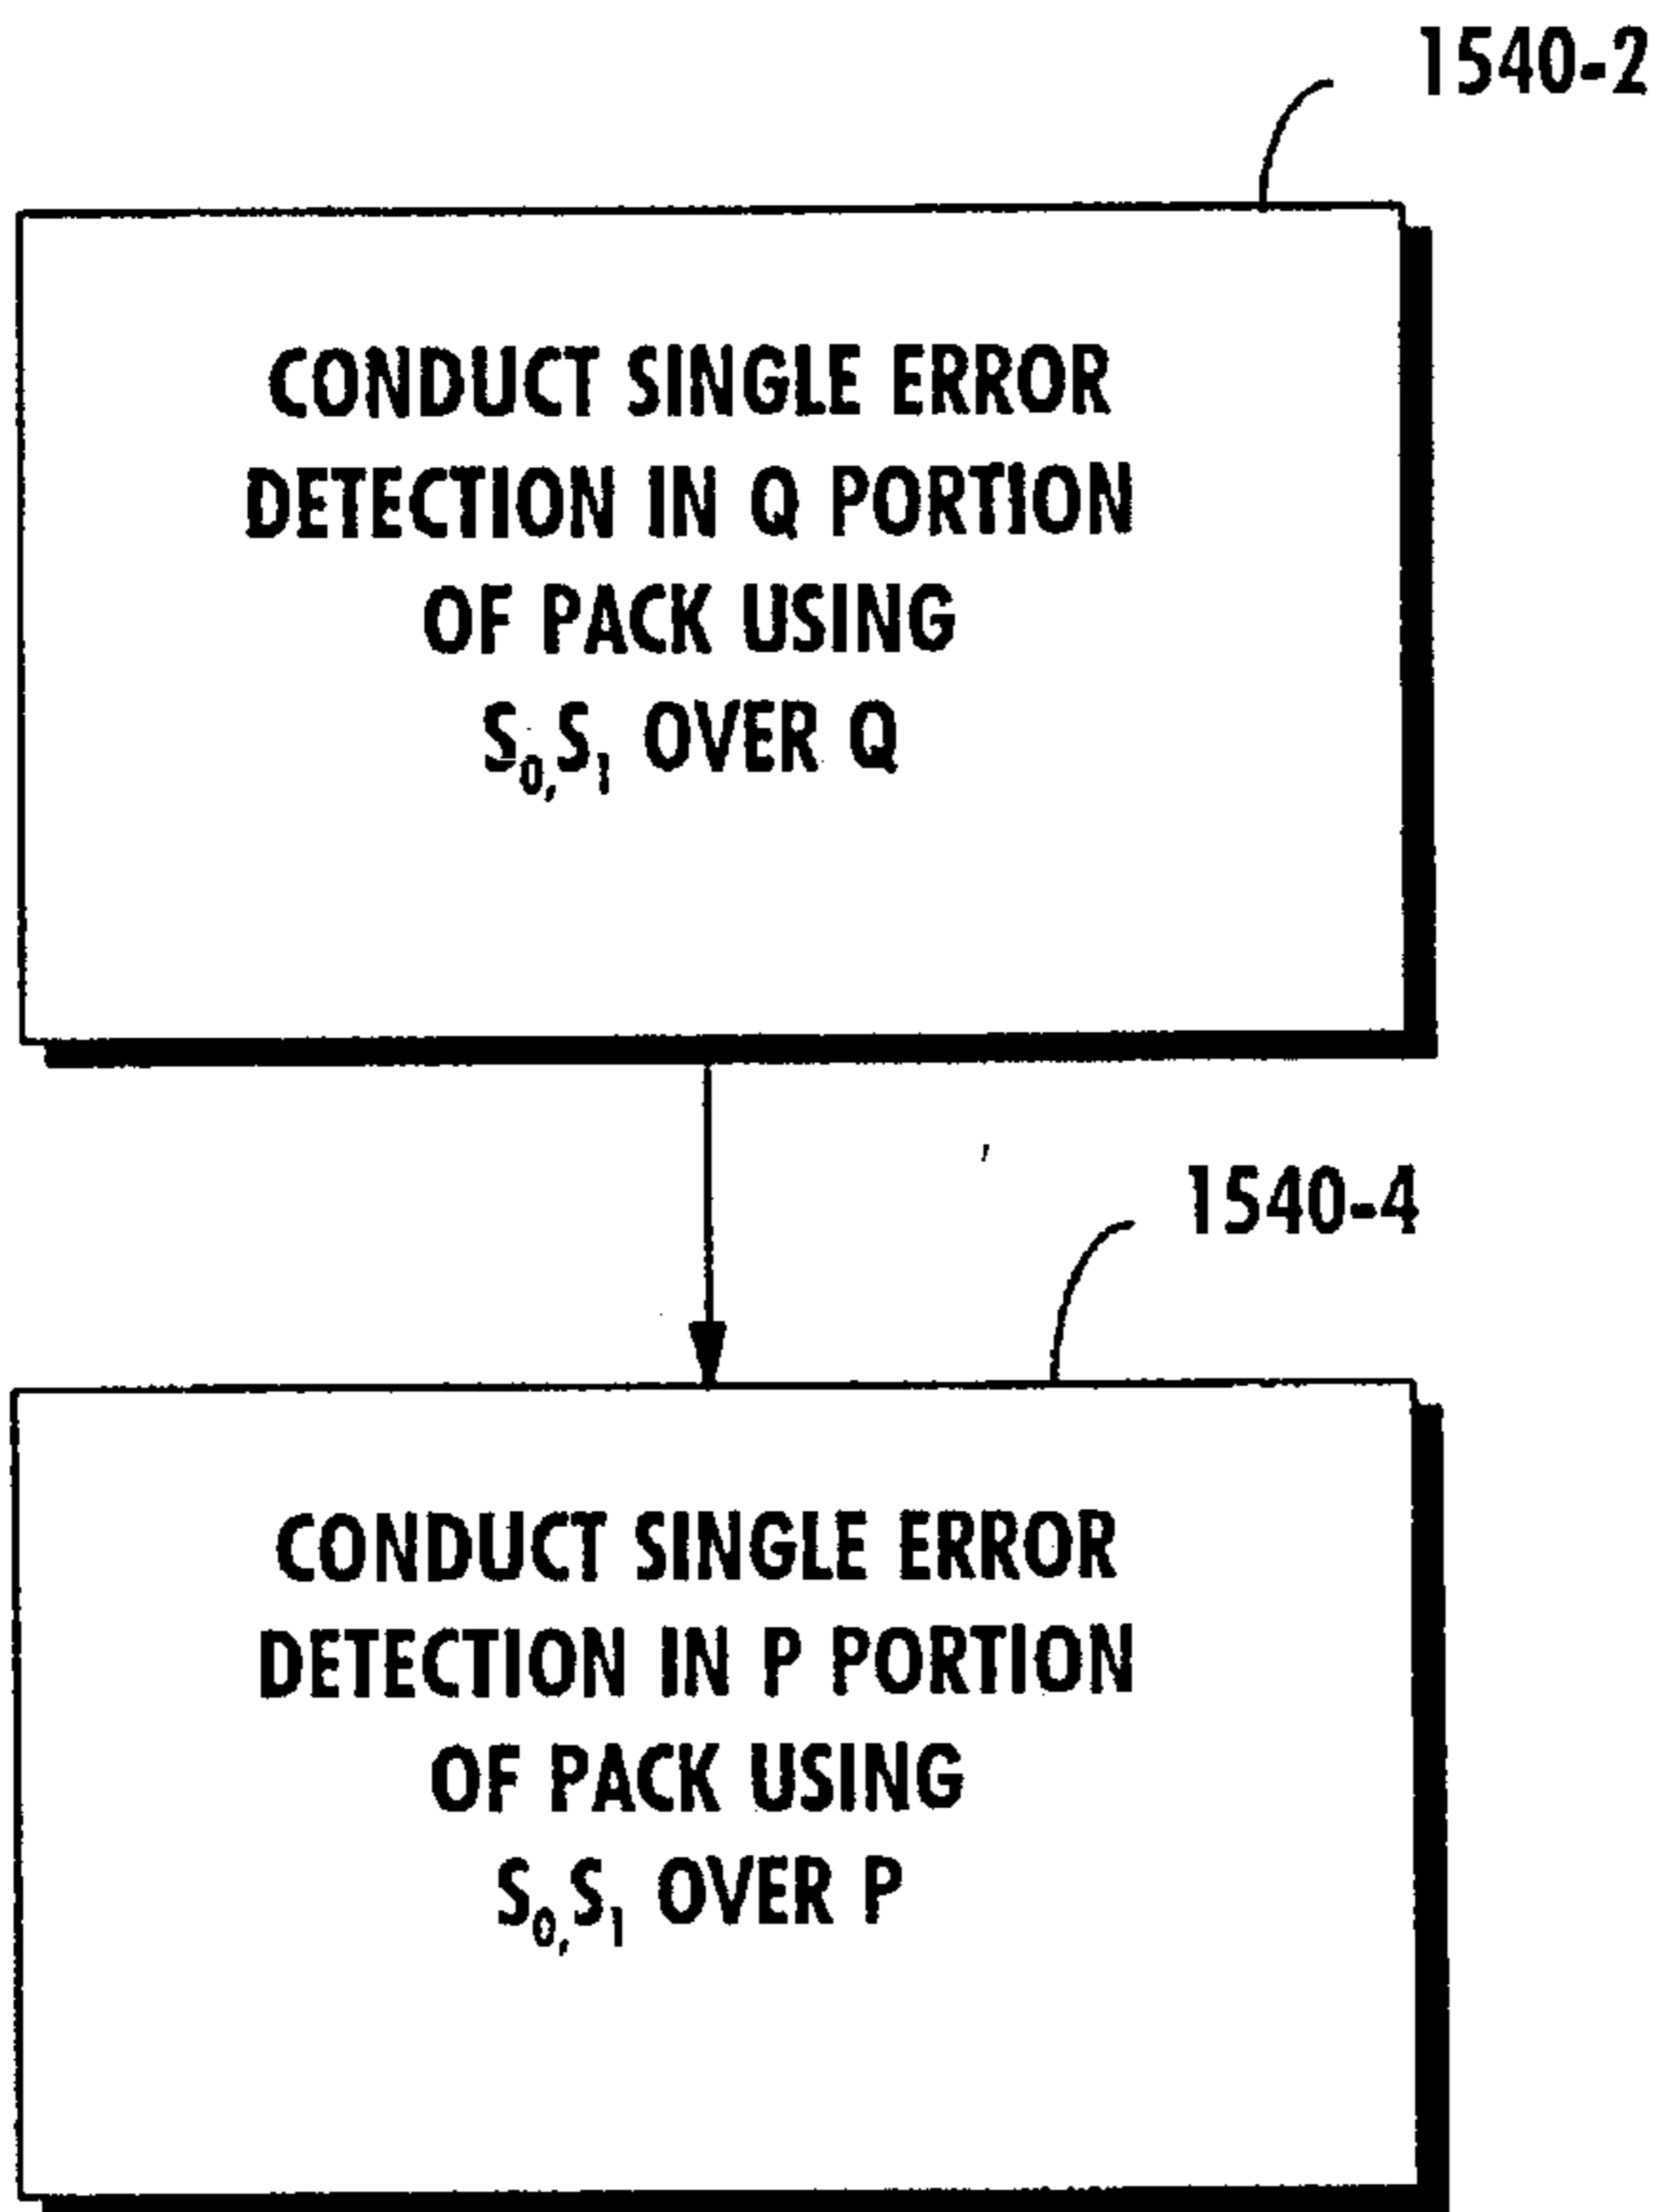 1540-2
CONDUCT SINGLE ERROR
DETECTION IN Q PORTION
OF PACK USING
S₀,S₁ OVER Q
1540-4
CONDUCT SINGLE ERROR
DETECTION IN P PORTION
OF PACK USING
S₀,S₁ OVER P